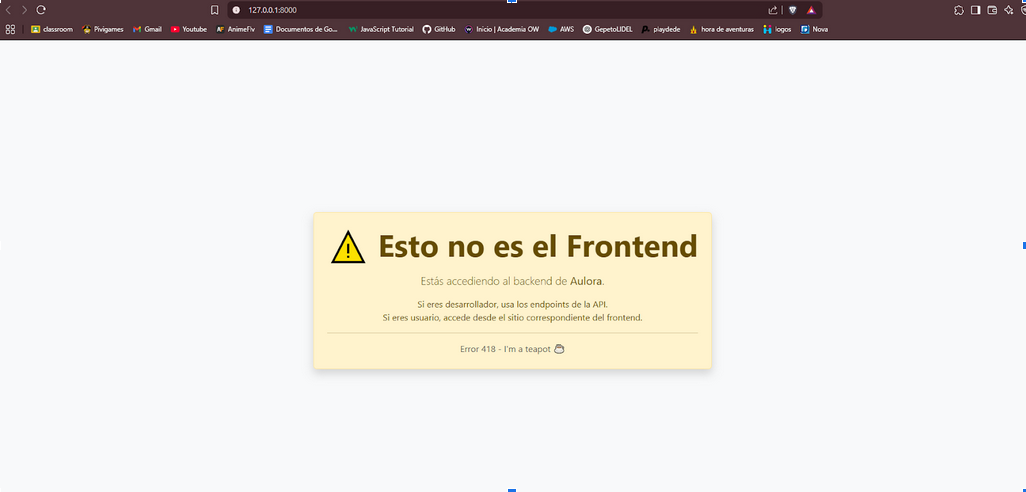 127.0.0.1:8000
classroom Pivigames Gmail Youtube AnimeFlv Documentos de Go... JavaScript Tutorial GitHub Inicio | Academia OW AWS GepetoLIDEL playdede hora de aventuras logos Nova
Esto no es el Frontend
Estás accediendo al backend de Aulora.
Si eres desarrollador, usa los endpoints de la API.
Si eres usuario, accede desde el sitio correspondiente del frontend.
Error 418 - I'm a teapot